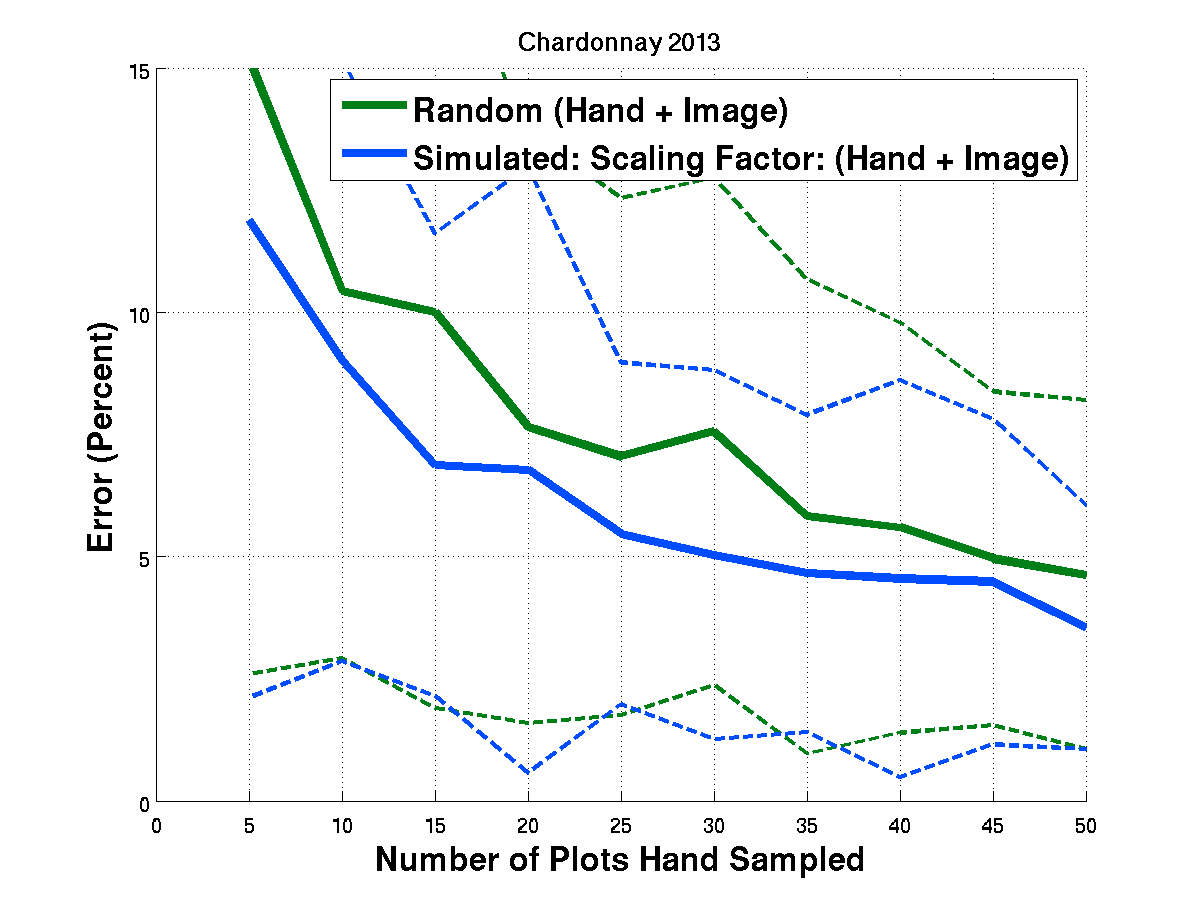 Chardonnay 2013
15
10
5
0
Error (Percent)
Random (Hand + Image)
Simulated: Scaling Factor: (Hand + Image)
0 5 10 15 20 25 30 35 40 45 50
Number of Plots Hand Sampled